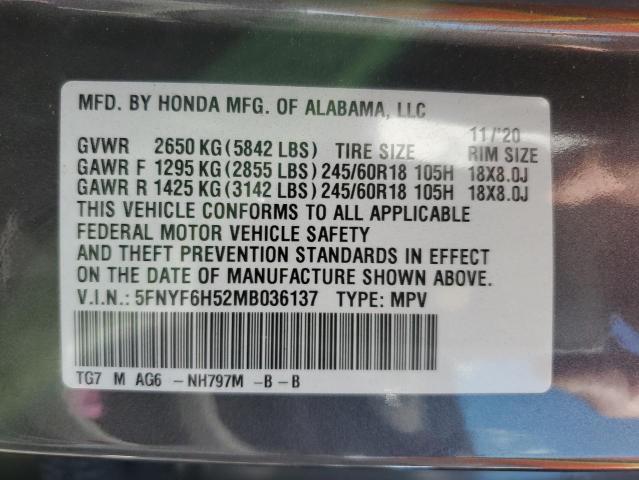 MFD. BY HONDA MFG. OF ALABAMA, LLC
11/'20
GVWR 2650 KG (5842 LBS) TIRE SIZE RIM SIZE
GAWR F 1295 KG (2855 LBS) 245/60R18 105H 18X8.0J
GAWR R 1425 KG (3142 LBS) 245/60R18 105H 18X8.0J
THIS VEHICLE CONFORMS TO ALL APPLICABLE
FEDERAL MOTOR VEHICLE SAFETY
AND THEFT PREVENTION STANDARDS IN EFFECT
ON THE DATE OF MANUFACTURE SHOWN ABOVE.
V.I.N.: 5FNYF6H52MB036137 TYPE: MPV
TG7 M AG6 - NH797M - B - B